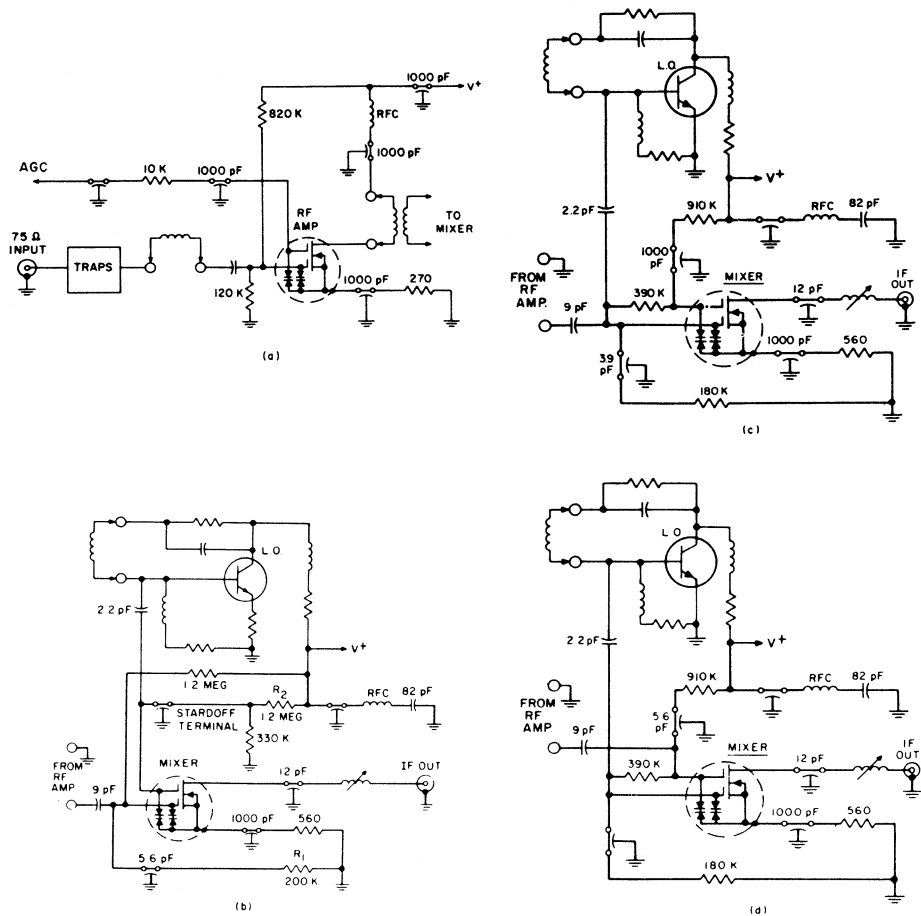 1000 pF
V+
820 K
RFC
1000 pF
AGC
10 K
1000 pF
RF
AMP
TO
MIXER
75 Ω
INPUT
TRAPS
120 K
1000 pF
270
(a)
L.O.
2.2 pF
V+
910 K
RFC
82 pF
1000
pF
FROM
RF
AMP.
9 pF
390 K
MIXER
12 pF
IF
OUT
39
pF
1000 pF
560
180 K
(c)
L.O.
2.2 pF
V+
1.2 MEG
R2
1.2 MEG
RFC
82 pF
STARDOFF
TERMINAL
330 K
FROM
RF
AMP.
9 pF
MIXER
12 pF
IF OUT
1000 pF
560
5.6 pF
R1
200 K
(b)
L.O.
2.2 pF
V+
910 K
RFC
82 pF
5.6
pF
FROM
RF
AMP.
9 pF
390 K
MIXER
12 pF
IF
OUT
1000 pF
560
180 K
(d)